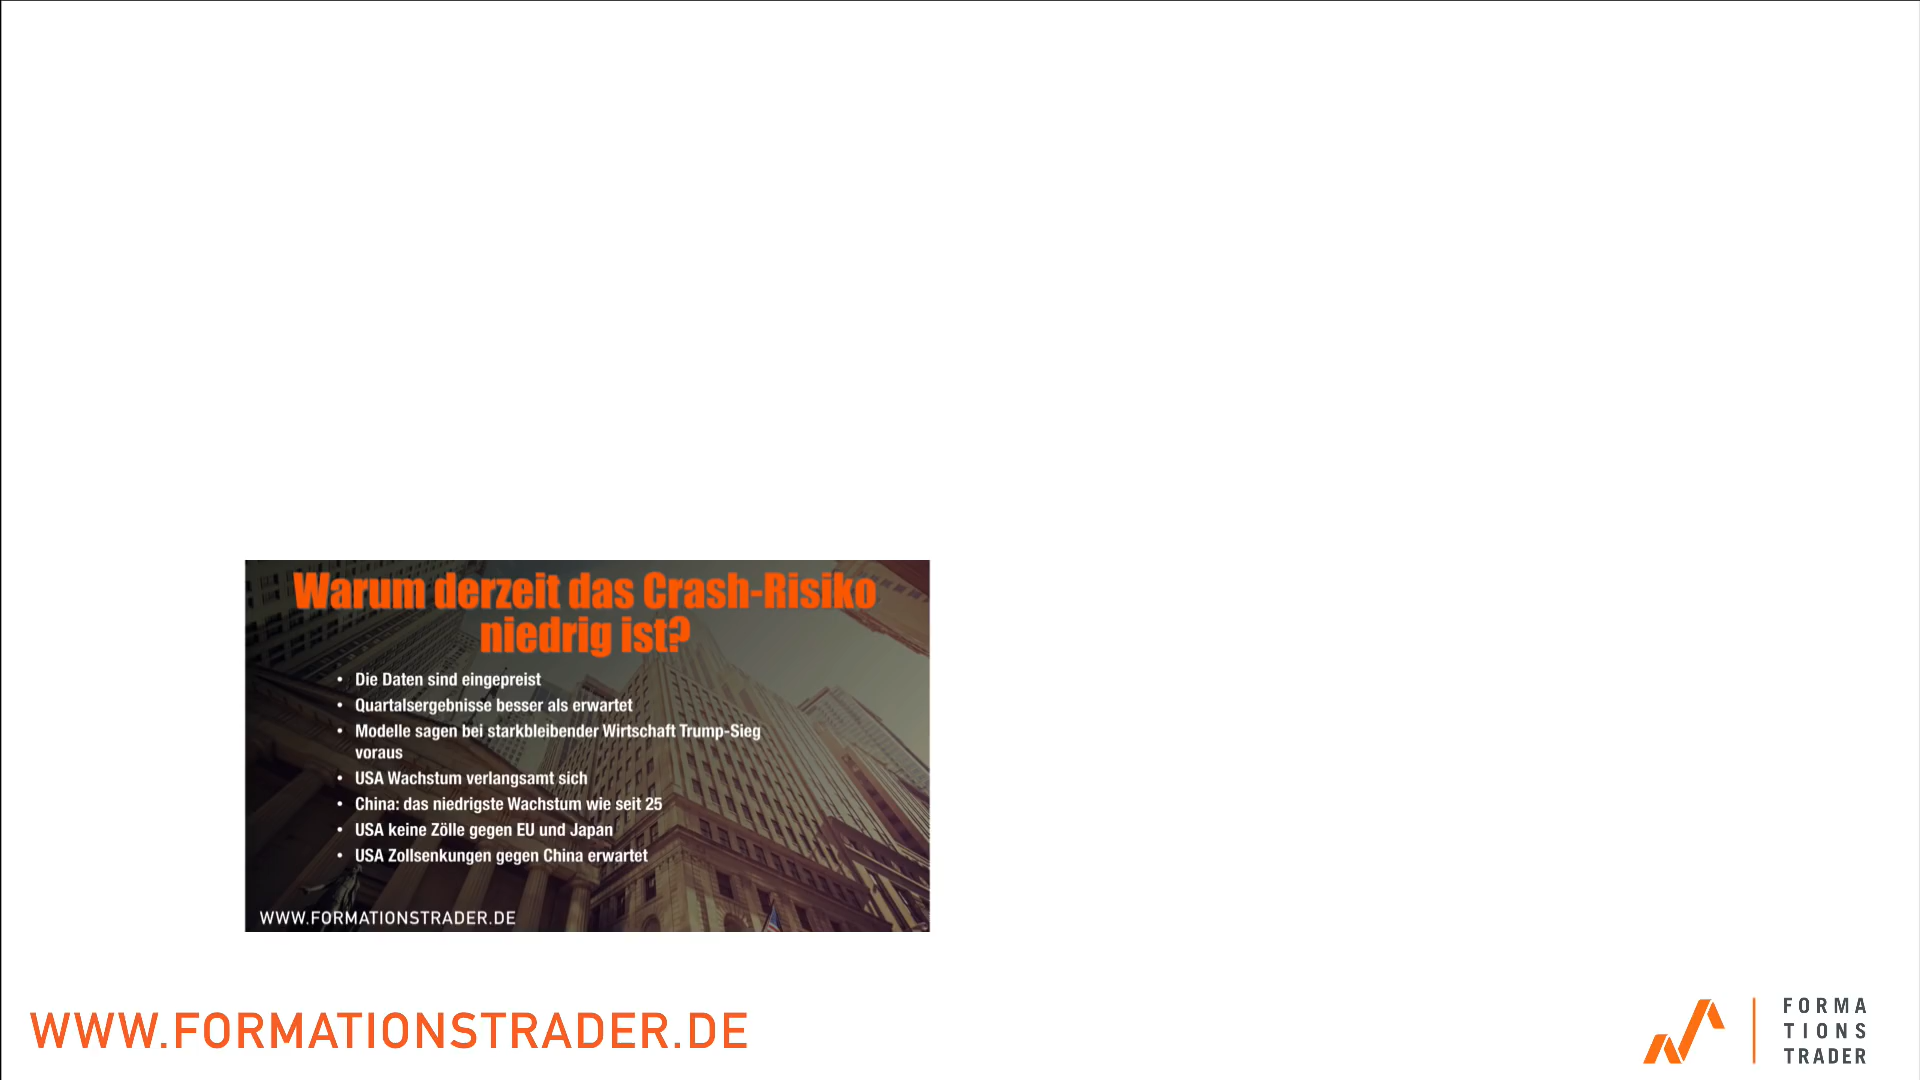 Warum derzeit das Crash-Risiko
niedrig ist?
• Die Daten sind eingepreist
• Quartalsergebnisse besser als erwartet
• Modelle sagen bei starkbleibender Wirtschaft Trump-Sieg
voraus
• USA Wachstum verlangsamt sich
• China: das niedrigste Wachstum wie seit 25
• USA keine Zölle gegen EU und Japan
• USA Zollsenkungen gegen China erwartet
WWW.FORMATIONSTRADER.DE
WWW.FORMATIONSTRADER.DE
FORMA
TIONS
TRADER